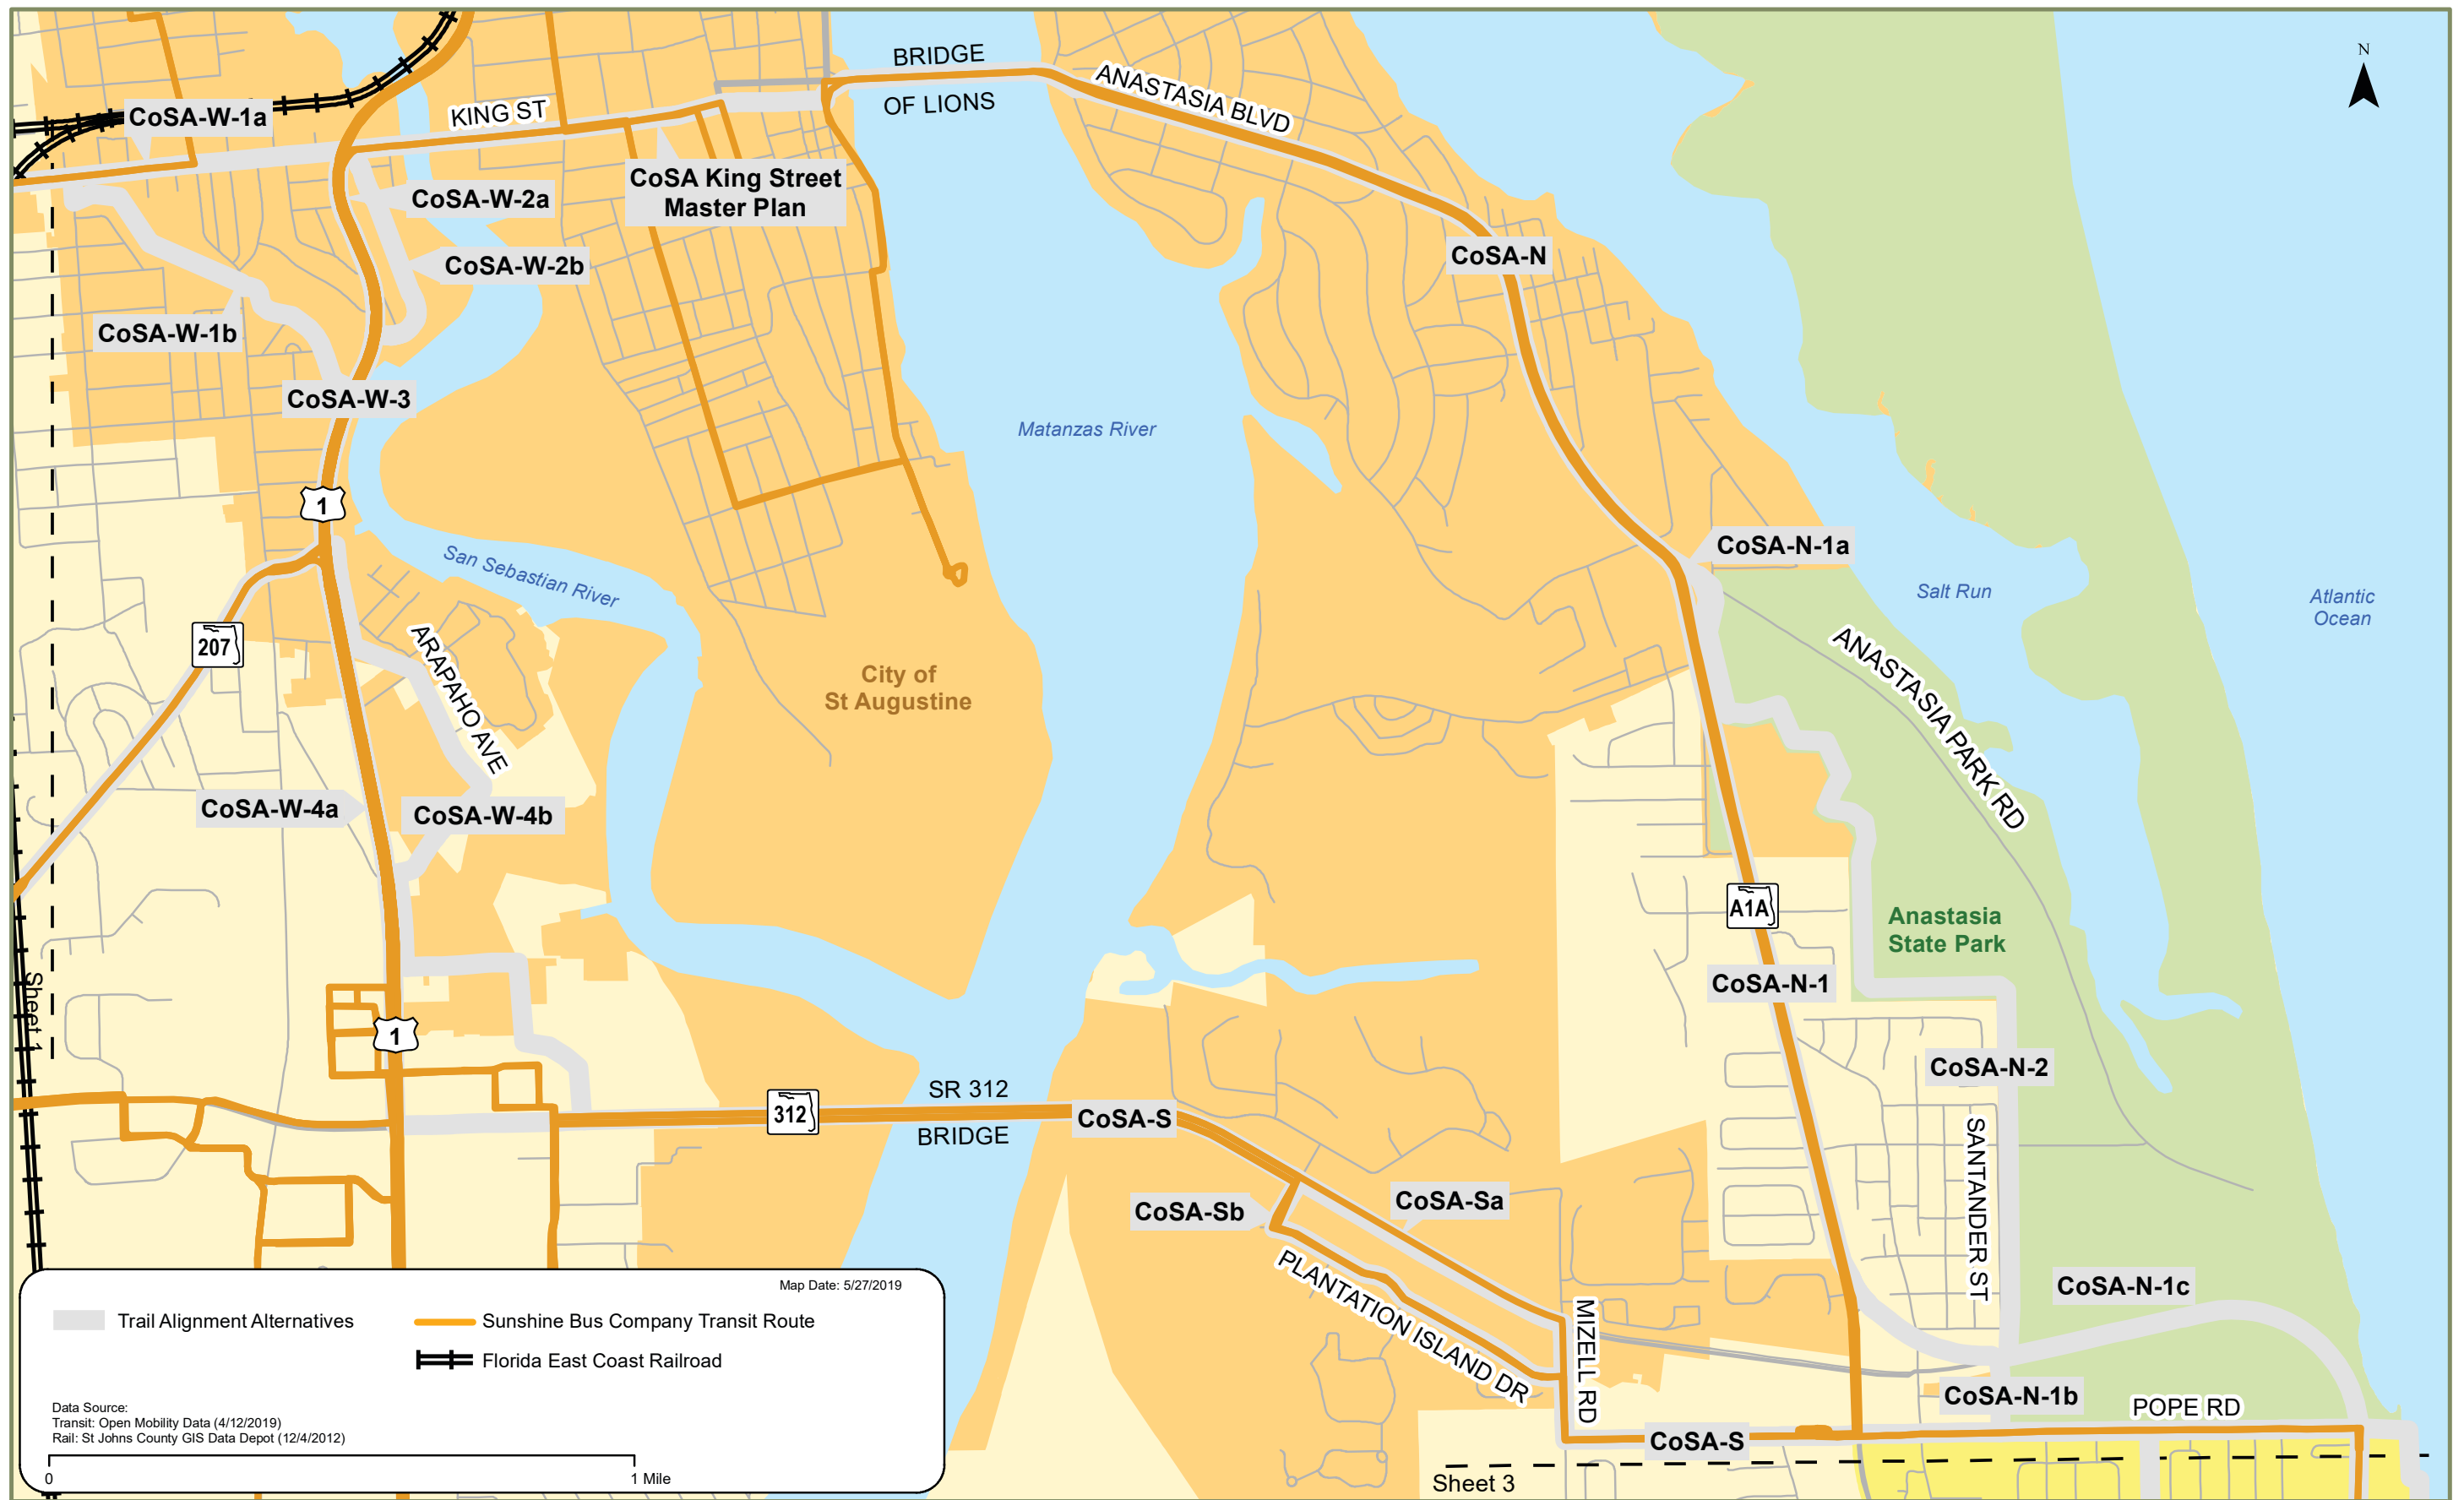 BRIDGE
OF LIONS
N
ANASTASIA BLVD
KING ST
CoSA-W-1a
CoSA King Street
Master Plan
CoSA-W-2a
CoSA-W-2b
CoSA-N
CoSA-W-1b
CoSA-W-3
Matanzas River
1
CoSA-N-1a
San Sebastian River
Salt Run
Atlantic
Ocean
207
ARAPAHO AVE
City of
St Augustine
ANASTASIA PARK RD
CoSA-W-4a
CoSA-W-4b
A1A
Anastasia
State Park
CoSA-N-1
Sheet 1
1
CoSA-N-2
SR 312
312
BRIDGE
CoSA-S
SANTANDER ST
CoSA-Sb
CoSA-Sa
PLANTATION ISLAND DR
MIZELL RD
CoSA-N-1c
CoSA-N-1b
POPE RD
CoSA-S
Sheet 3
Map Date: 5/27/2019
Trail Alignment Alternatives
Sunshine Bus Company Transit Route
Florida East Coast Railroad
Data Source:
Transit: Open Mobility Data (4/12/2019)
Rail: St Johns County GIS Data Depot (12/4/2012)
0
1 Mile